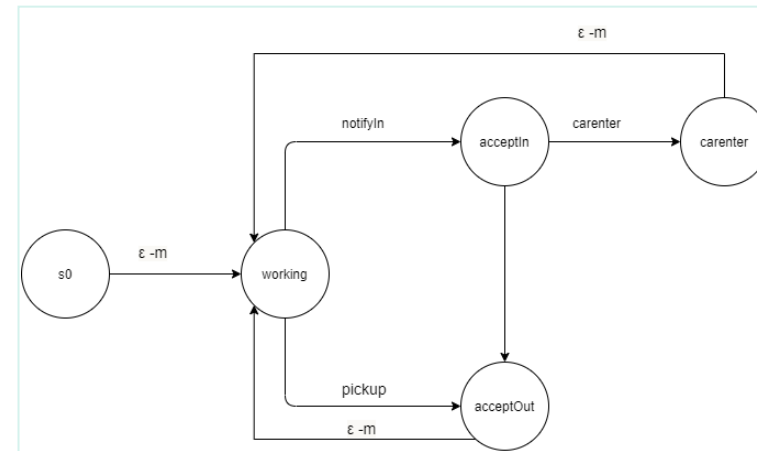 ε -m
notifyIn
acceptIn
carenter
carenter
ε -m
s0
working
pickup
acceptOut
ε -m